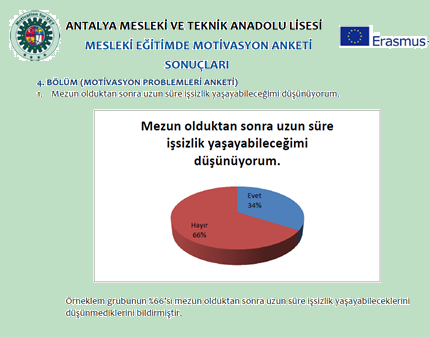 ANTALYA MESLEKİ VE TEKNİK ANADOLU LİSESİ
MESLEKİ EĞİTİMDE MOTİVASYON ANKETİ
SONUÇLARI
Erasmus+
4. BÖLÜM (MOTİVASYON PROBLEMLERİ ANKETİ)
1. Mezun olduktan sonra uzun süre işsizlik yaşayabileceğimi düşünüyorum.
Mezun olduktan sonra uzun süre
işsizlik yaşayabileceğimi
düşünüyorum.
Evet
34%
Hayır
66%
Örneklem grubunun %66'sı mezun olduktan sonra uzun süre işsizlik yaşayabileceklerini
düşünmediklerini bildirmiştir.